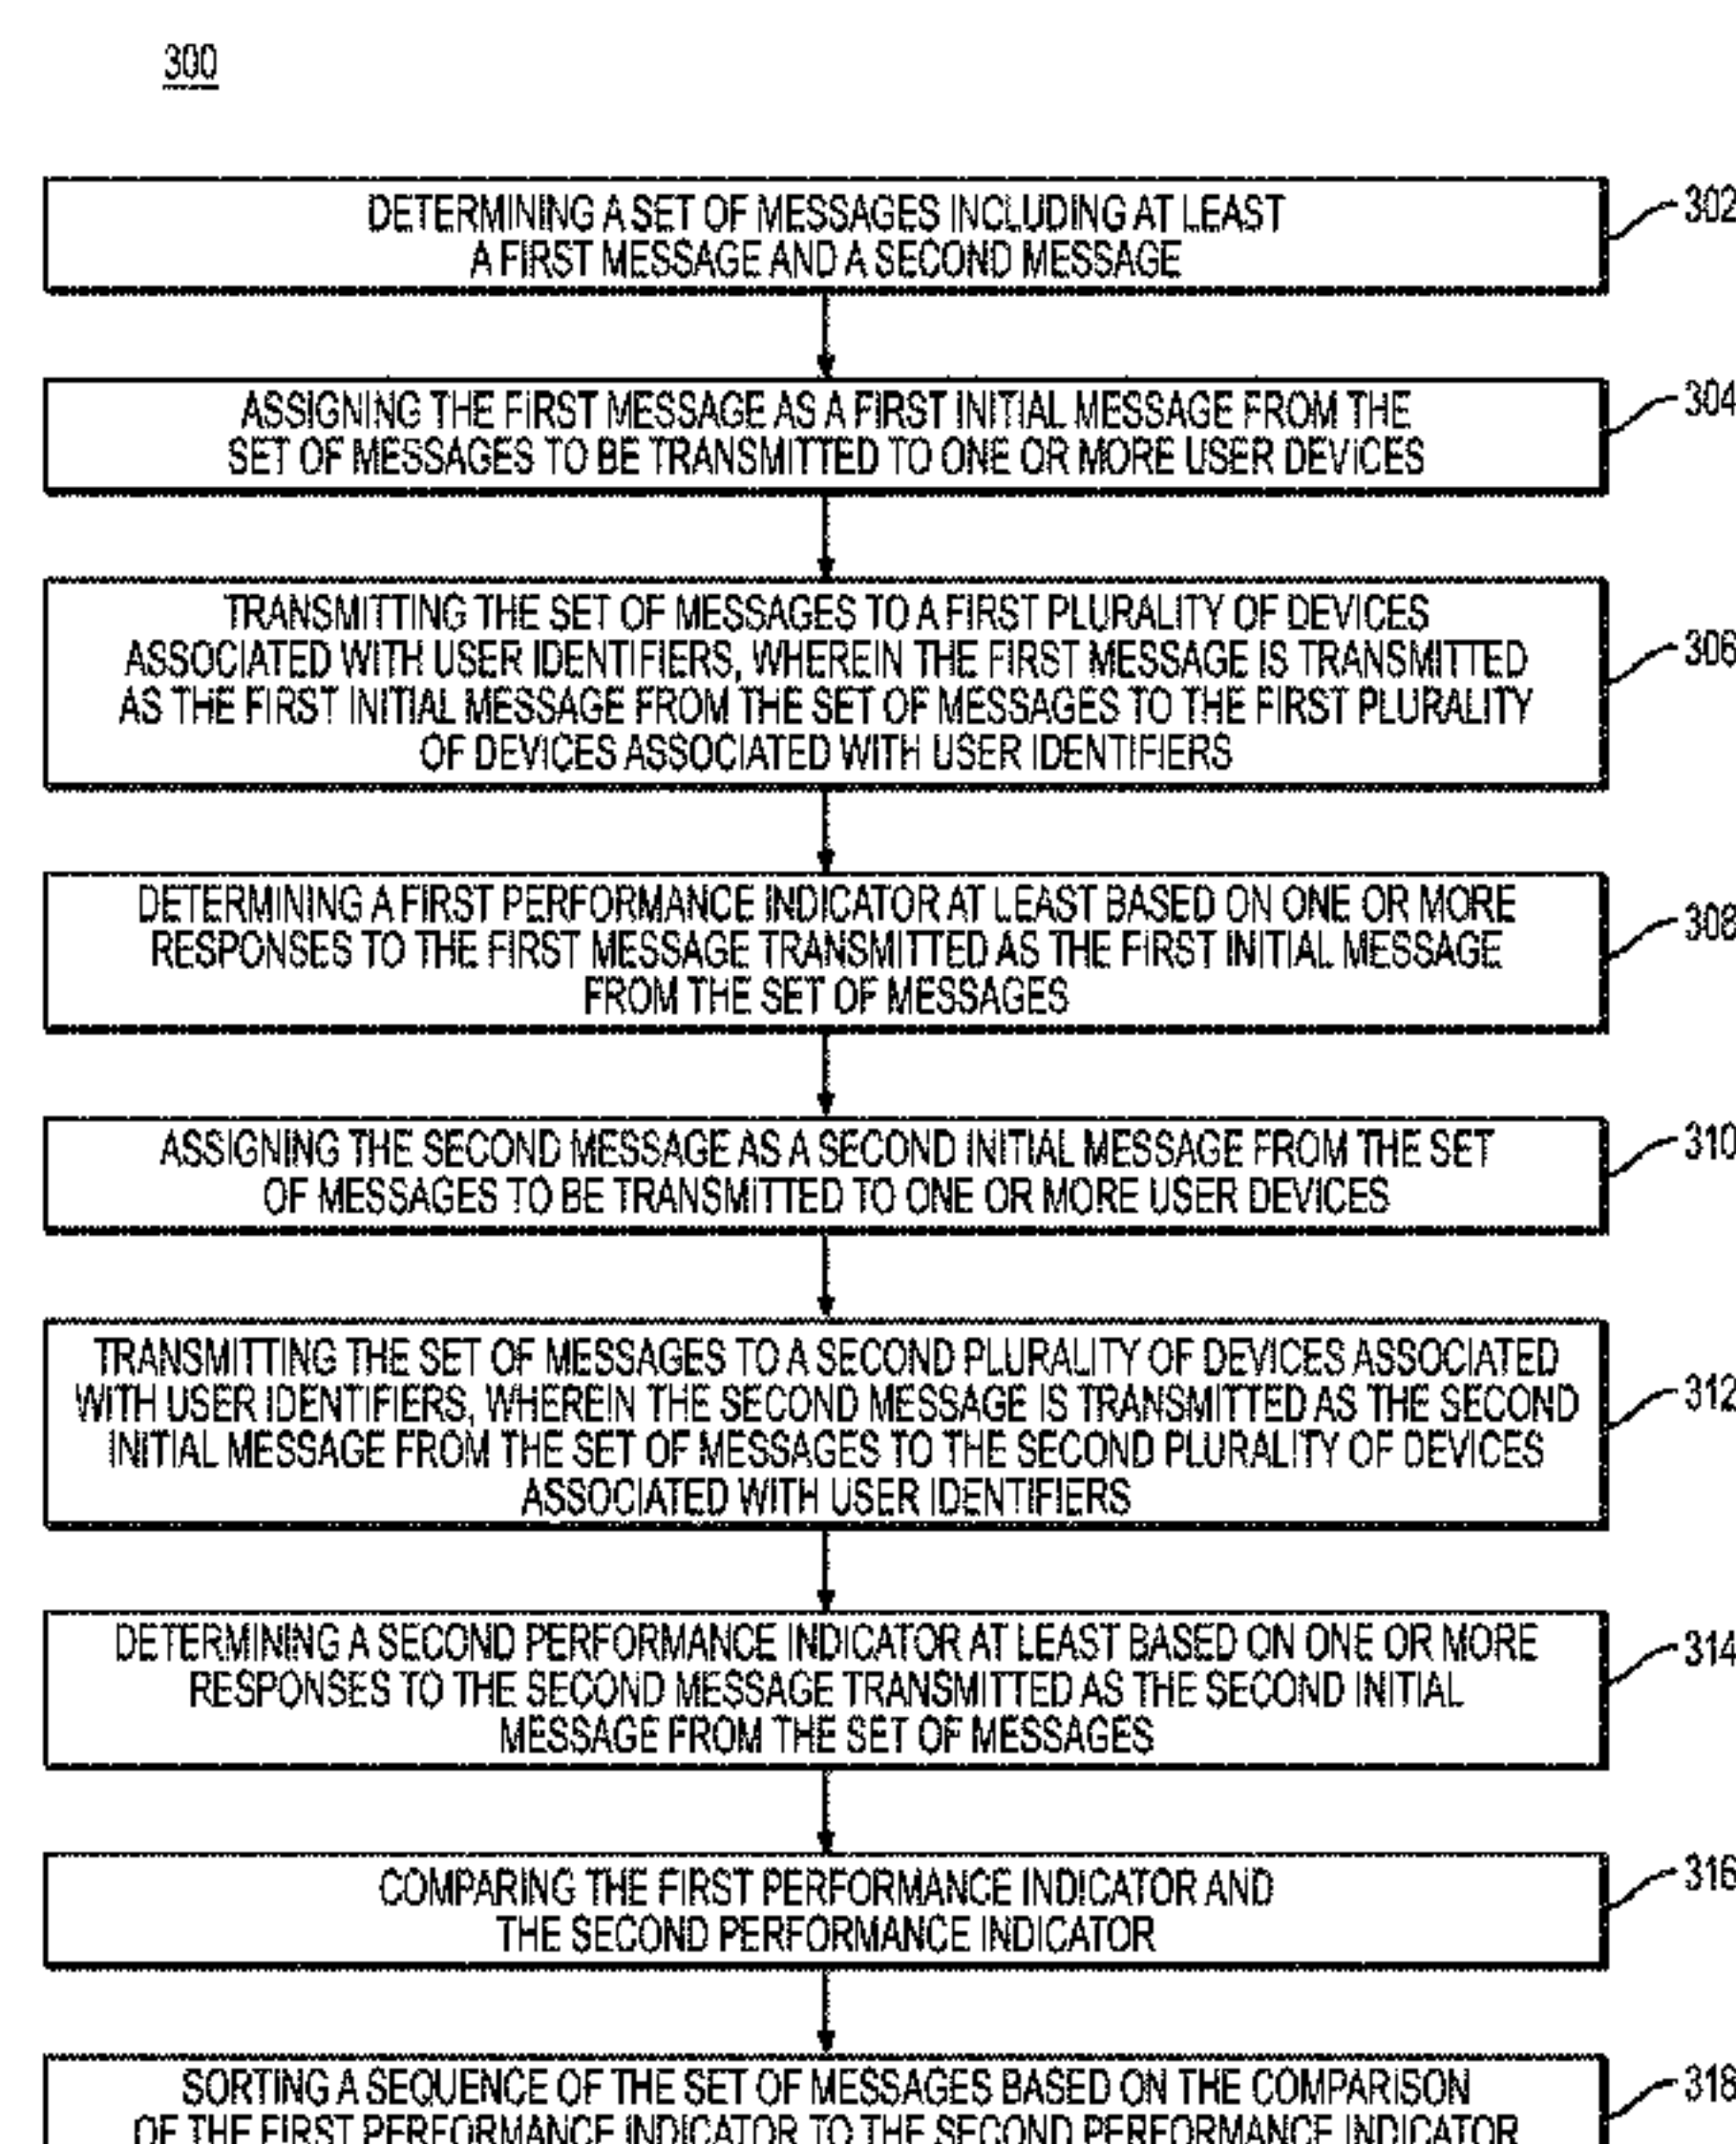 300
DETERMINING A SET OF MESSAGES INCLUDING AT LEAST
A FIRST MESSAGE AND A SECOND MESSAGE
302
ASSIGNING THE FIRST MESSAGE AS A FIRST INITIAL MESSAGE FROM THE
SET OF MESSAGES TO BE TRANSMITTED TO ONE OR MORE USER DEVICES
304
TRANSMITTING THE SET OF MESSAGES TO A FIRST PLURALITY OF DEVICES
ASSOCIATED WITH USER IDENTIFIERS, WHEREIN THE FIRST MESSAGE IS TRANSMITTED
AS THE FIRST INITIAL MESSAGE FROM THE SET OF MESSAGES TO THE FIRST PLURALITY
OF DEVICES ASSOCIATED WITH USER IDENTIFIERS
306
DETERMINING A FIRST PERFORMANCE INDICATOR AT LEAST BASED ON ONE OR MORE
RESPONSES TO THE FIRST MESSAGE TRANSMITTED AS THE FIRST INITIAL MESSAGE
FROM THE SET OF MESSAGES
308
ASSIGNING THE SECOND MESSAGE AS A SECOND INITIAL MESSAGE FROM THE SET
OF MESSAGES TO BE TRANSMITTED TO ONE OR MORE USER DEVICES
310
TRANSMITTING THE SET OF MESSAGES TO A SECOND PLURALITY OF DEVICES ASSOCIATED
WITH USER IDENTIFIERS, WHEREIN THE SECOND MESSAGE IS TRANSMITTED AS THE SECOND
INITIAL MESSAGE FROM THE SET OF MESSAGES TO THE SECOND PLURALITY OF DEVICES
ASSOCIATED WITH USER IDENTIFIERS
312
DETERMINING A SECOND PERFORMANCE INDICATOR AT LEAST BASED ON ONE OR MORE
RESPONSES TO THE SECOND MESSAGE TRANSMITTED AS THE SECOND INITIAL
MESSAGE FROM THE SET OF MESSAGES
314
COMPARING THE FIRST PERFORMANCE INDICATOR AND
THE SECOND PERFORMANCE INDICATOR
316
SORTING A SEQUENCE OF THE SET OF MESSAGES BASED ON THE COMPARISON
OF THE FIRST PERFORMANCE INDICATOR TO THE SECOND PERFORMANCE INDICATOR
318